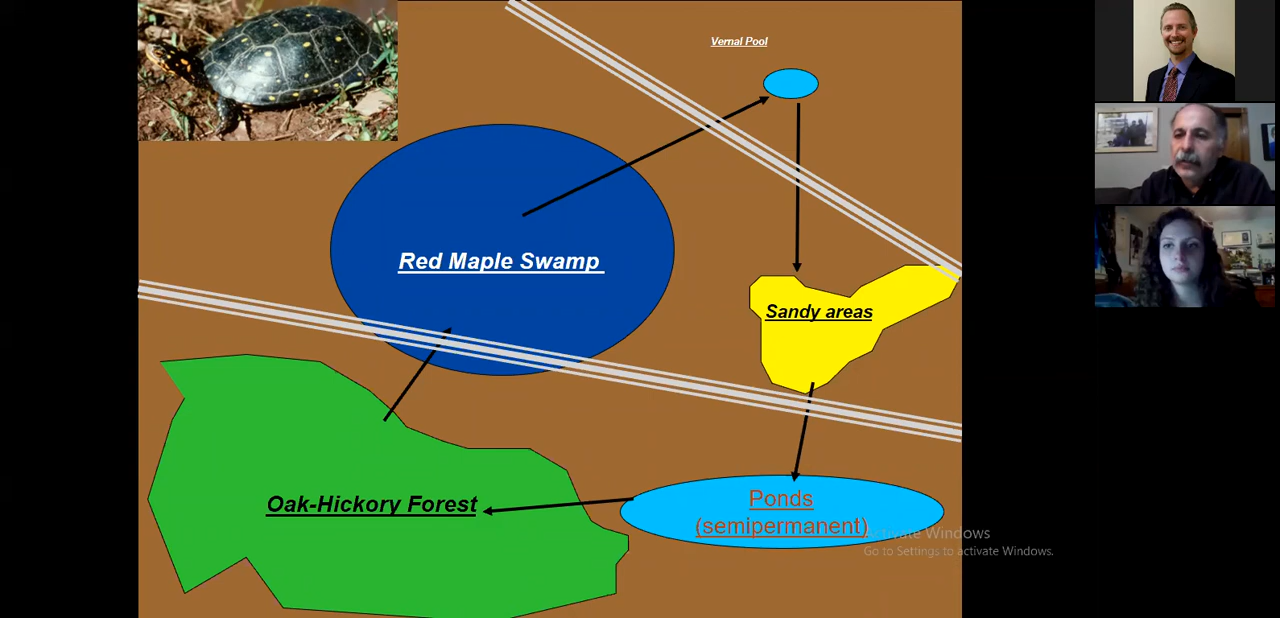 Vernal Pool
Red Maple Swamp
Sandy areas
Oak-Hickory Forest
Ponds
(semipermanent)
Activate Windows
Go to Settings to activate Windows.